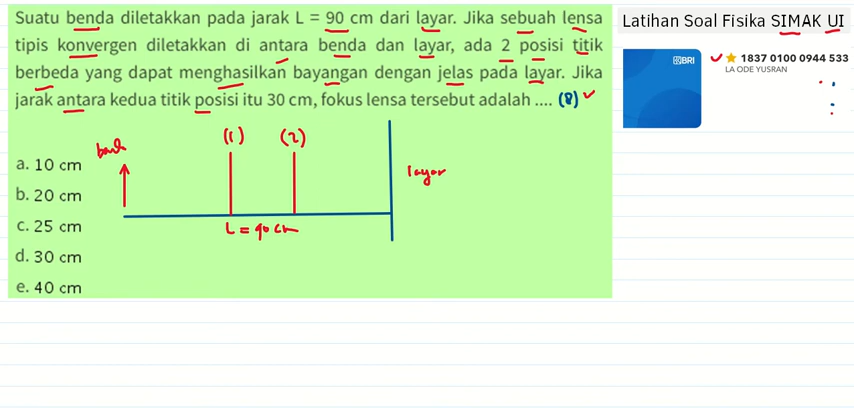 Suatu benda diletakkan pada jarak L = 90 cm dari layar. Jika sebuah lensa
tipis konvergen diletakkan di antara benda dan layar, ada 2 posisi titik
berbeda yang dapat menghasilkan bayangan dengan jelas pada layar. Jika
jarak antara kedua titik posisi itu 30 cm, fokus lensa tersebut adalah .... (8)
benda
(1)
(2)
layar
L = 90 cm
a. 10 cm
b. 20 cm
c. 25 cm
d. 30 cm
e. 40 cm
Latihan Soal Fisika SIMAK UI
BRI
1837 0100 0944 533
LA ODE YUSRAN